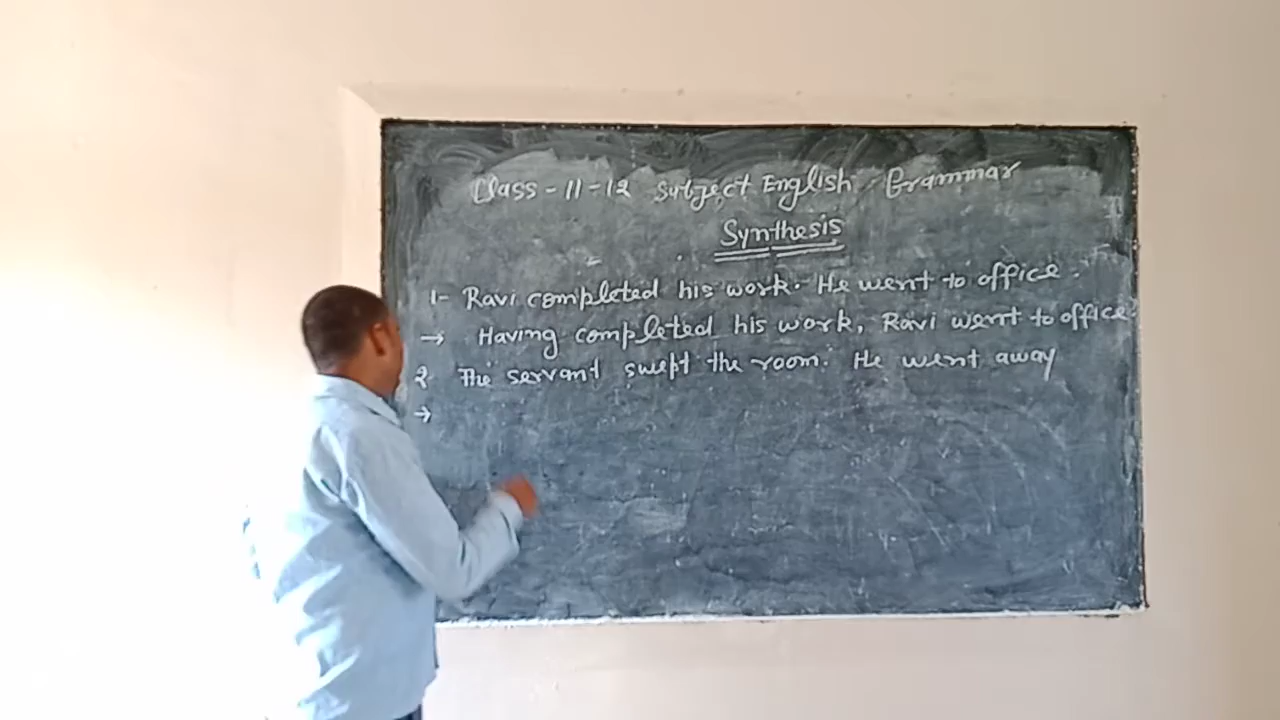 Class - 11-12 Subject English Grammar
Synthesis
1- Ravi completed his work. He went to office.
→ Having completed his work, Ravi went to office.
2. The servant swept the room. He went away
→